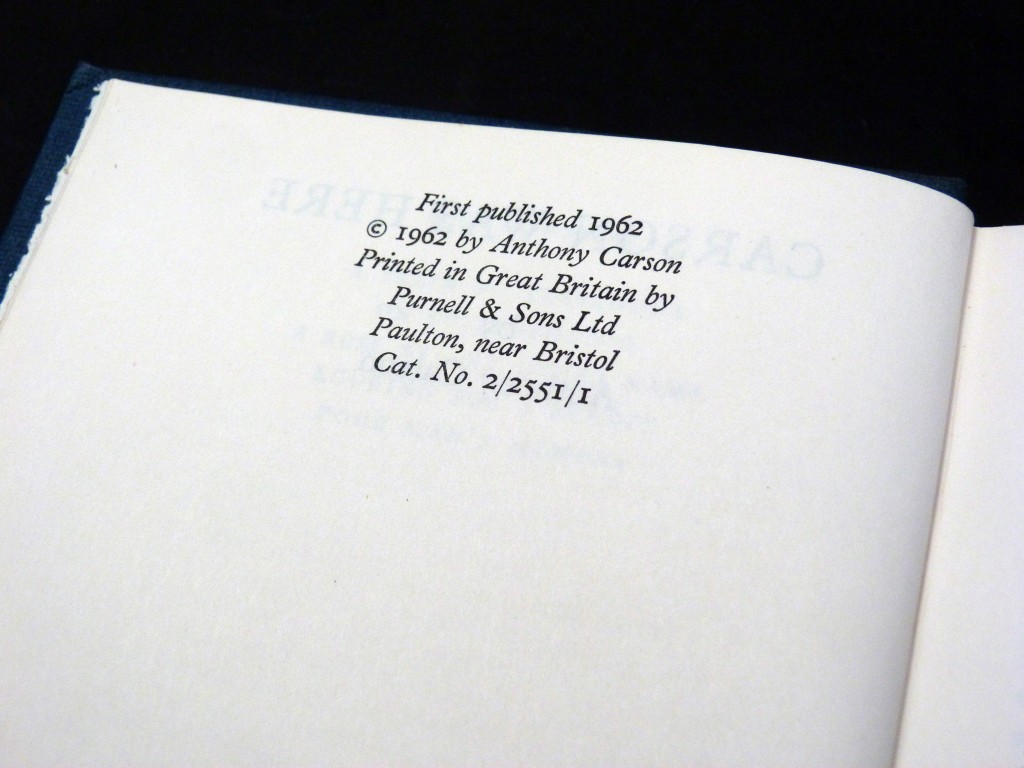 First published 1962
© 1962 by Anthony Carson
Printed in Great Britain by
Purnell & Sons Ltd
Paulton, near Bristol
Cat. No. 2/2551/1